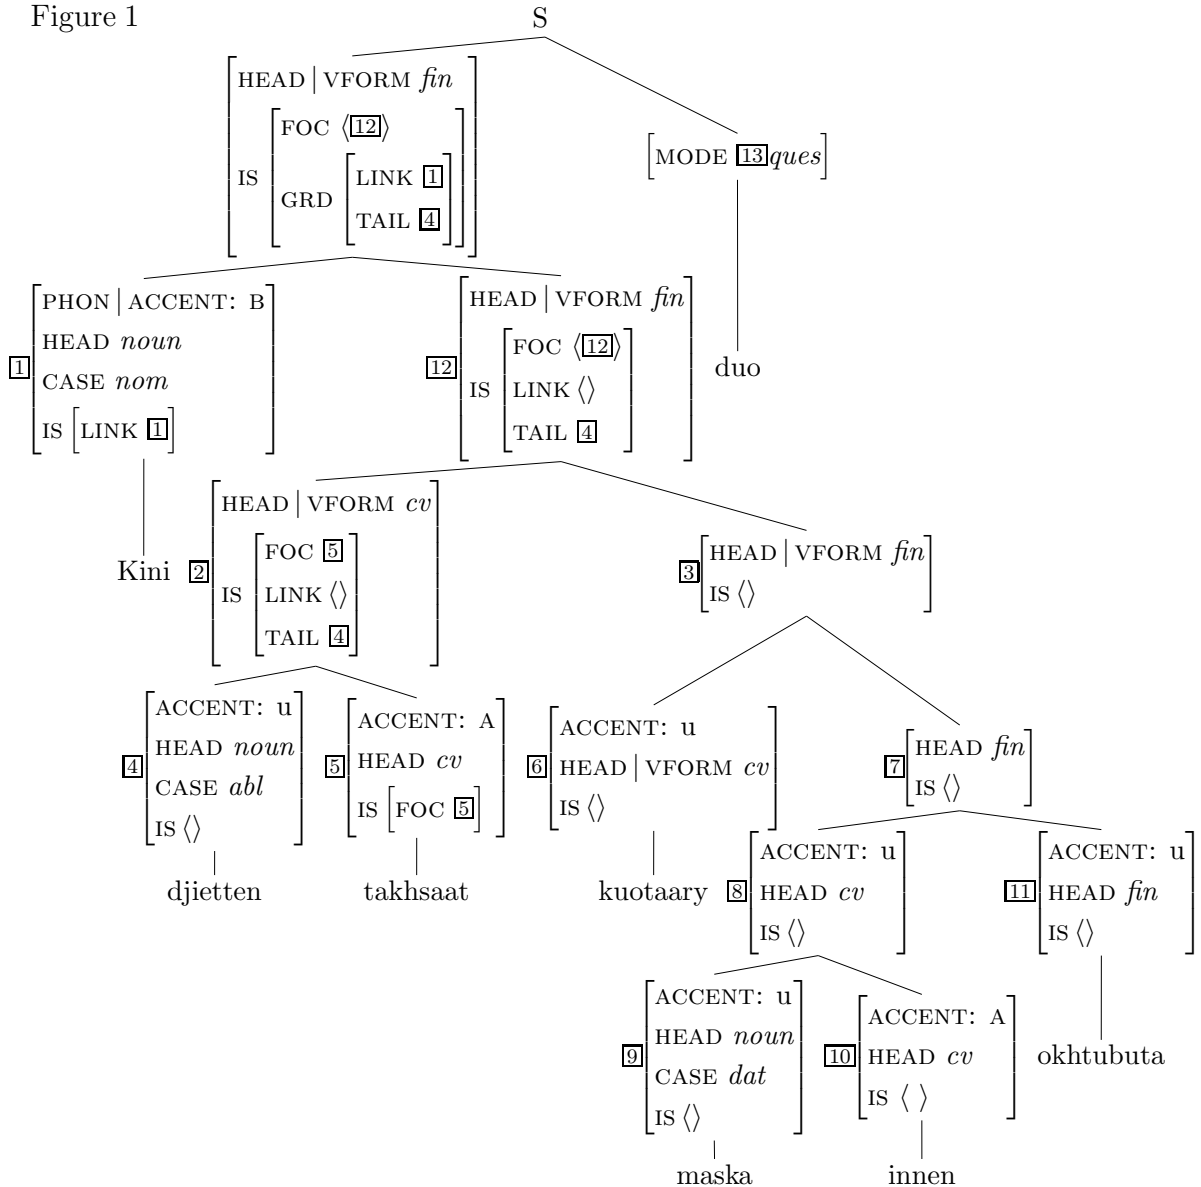 Figure 1
S
HEAD | VFORM fin
FOC ⟨12⟩
IS
GRD
LINK 1
TAIL 4
MODE 13 ques
PHON | ACCENT: B
HEAD noun
1
CASE nom
IS [LINK 1]
HEAD | VFORM fin
12
FOC ⟨12⟩
IS
LINK ⟨⟩
TAIL 4
duo
Kini
HEAD | VFORM cv
2
FOC 5
IS
LINK ⟨⟩
TAIL 4
3
HEAD | VFORM fin
IS ⟨⟩
ACCENT: u
4
HEAD noun
CASE abl
IS ⟨⟩
ACCENT: A
5
HEAD cv
IS [FOC 5]
ACCENT: u
6
HEAD | VFORM cv
IS ⟨⟩
7
HEAD fin
IS ⟨⟩
djietten
takhsaat
kuotaary
ACCENT: u
8
HEAD cv
IS ⟨⟩
ACCENT: u
11
HEAD fin
IS ⟨⟩
ACCENT: u
9
HEAD noun
CASE dat
IS ⟨⟩
ACCENT: A
10
HEAD cv
IS ⟨ ⟩
okhtubuta
maska
innen